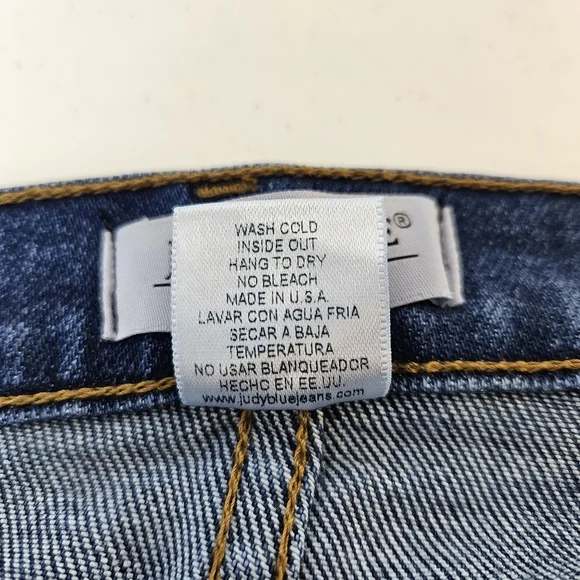 WASH COLD
INSIDE OUT
HANG TO DRY
NO BLEACH
MADE IN U.S.A.
LAVAR CON AGUA FRIA
SECAR A BAJA
TEMPERATURA
NO USAR BLANQUEADOR
HECHO EN EE.UU.
www.judybluejeans.com